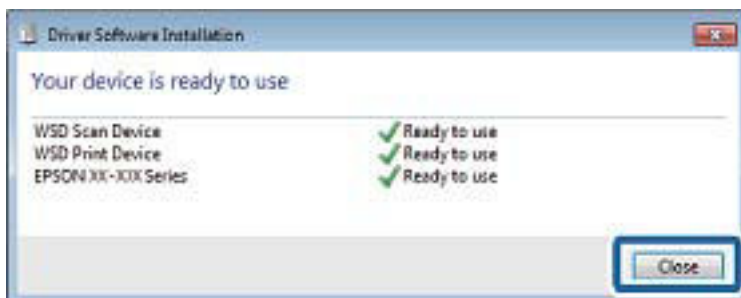 Driver Software Installation
Your device is ready to use
WSD Scan Device Ready to use
WSD Print Device Ready to use
EPSON XX-XXX Series Ready to use
Close